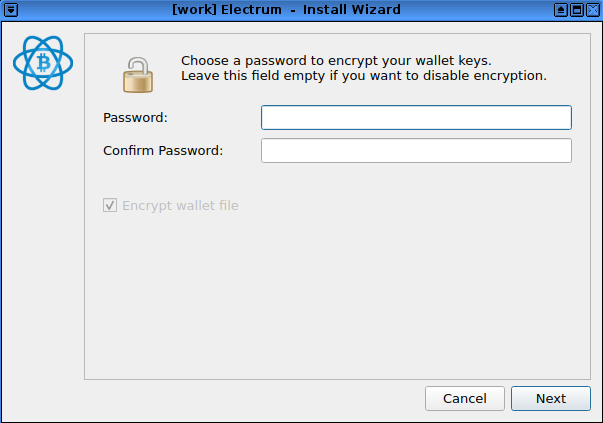 [work] Electrum - Install Wizard
Choose a password to encrypt your wallet keys.
Leave this field empty if you want to disable encryption.
Password:
Confirm Password:
Encrypt wallet file
Cancel
Next